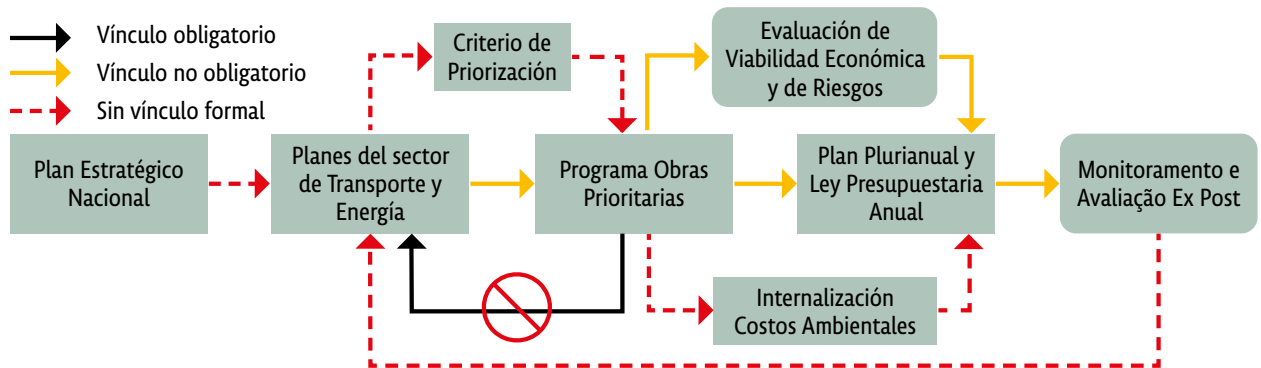 Vínculo obligatorio
Vínculo no obligatorio
Sin vínculo formal
Criterio de
Priorización
Evaluación de
Viabilidad Económica
y de Riesgos
Plan Estratégico
Nacional
Planes del sector
de Transporte y
Energía
Programa Obras
Prioritarias
Plan Plurianual y
Ley Presupuestaria
Anual
Monitoramento e
Avaliação Ex Post
Internalización
Costos Ambientales